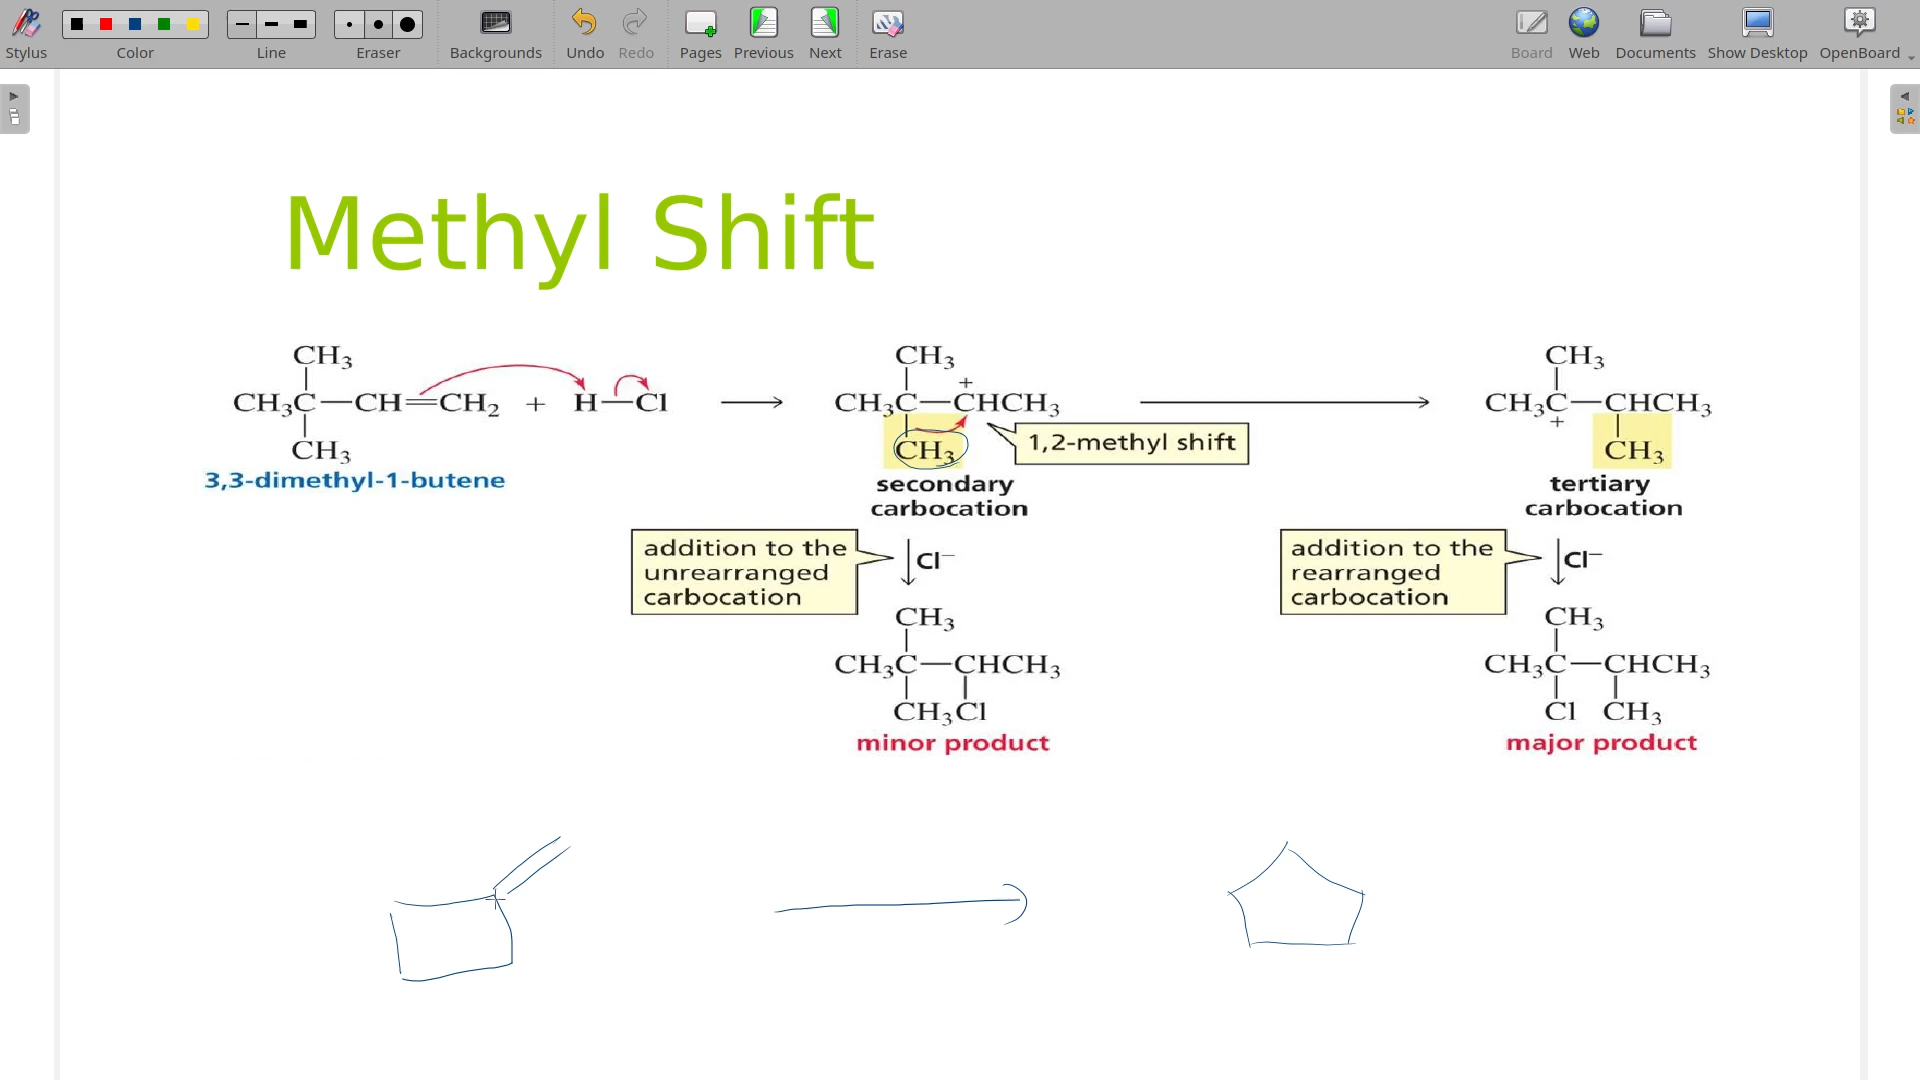 Stylus Color Line Eraser Backgrounds Undo Redo Pages Previous Next Erase Board Web Documents Show Desktop OpenBoard
Methyl Shift
CH₃
CH₃C—CH=CH₂ + H—Cl
CH₃
3,3-dimethyl-1-butene
CH₃
+
CH₃C—CHCH₃
CH₃
1,2-methyl shift
secondary
carbocation
CH₃
CH₃C—CHCH₃
+
CH₃
tertiary
carbocation
addition to the
unrearranged
carbocation
Cl⁻
addition to the
rearranged
carbocation
Cl⁻
CH₃
CH₃C—CHCH₃
CH₃Cl
minor product
CH₃
CH₃C—CHCH₃
Cl CH₃
major product